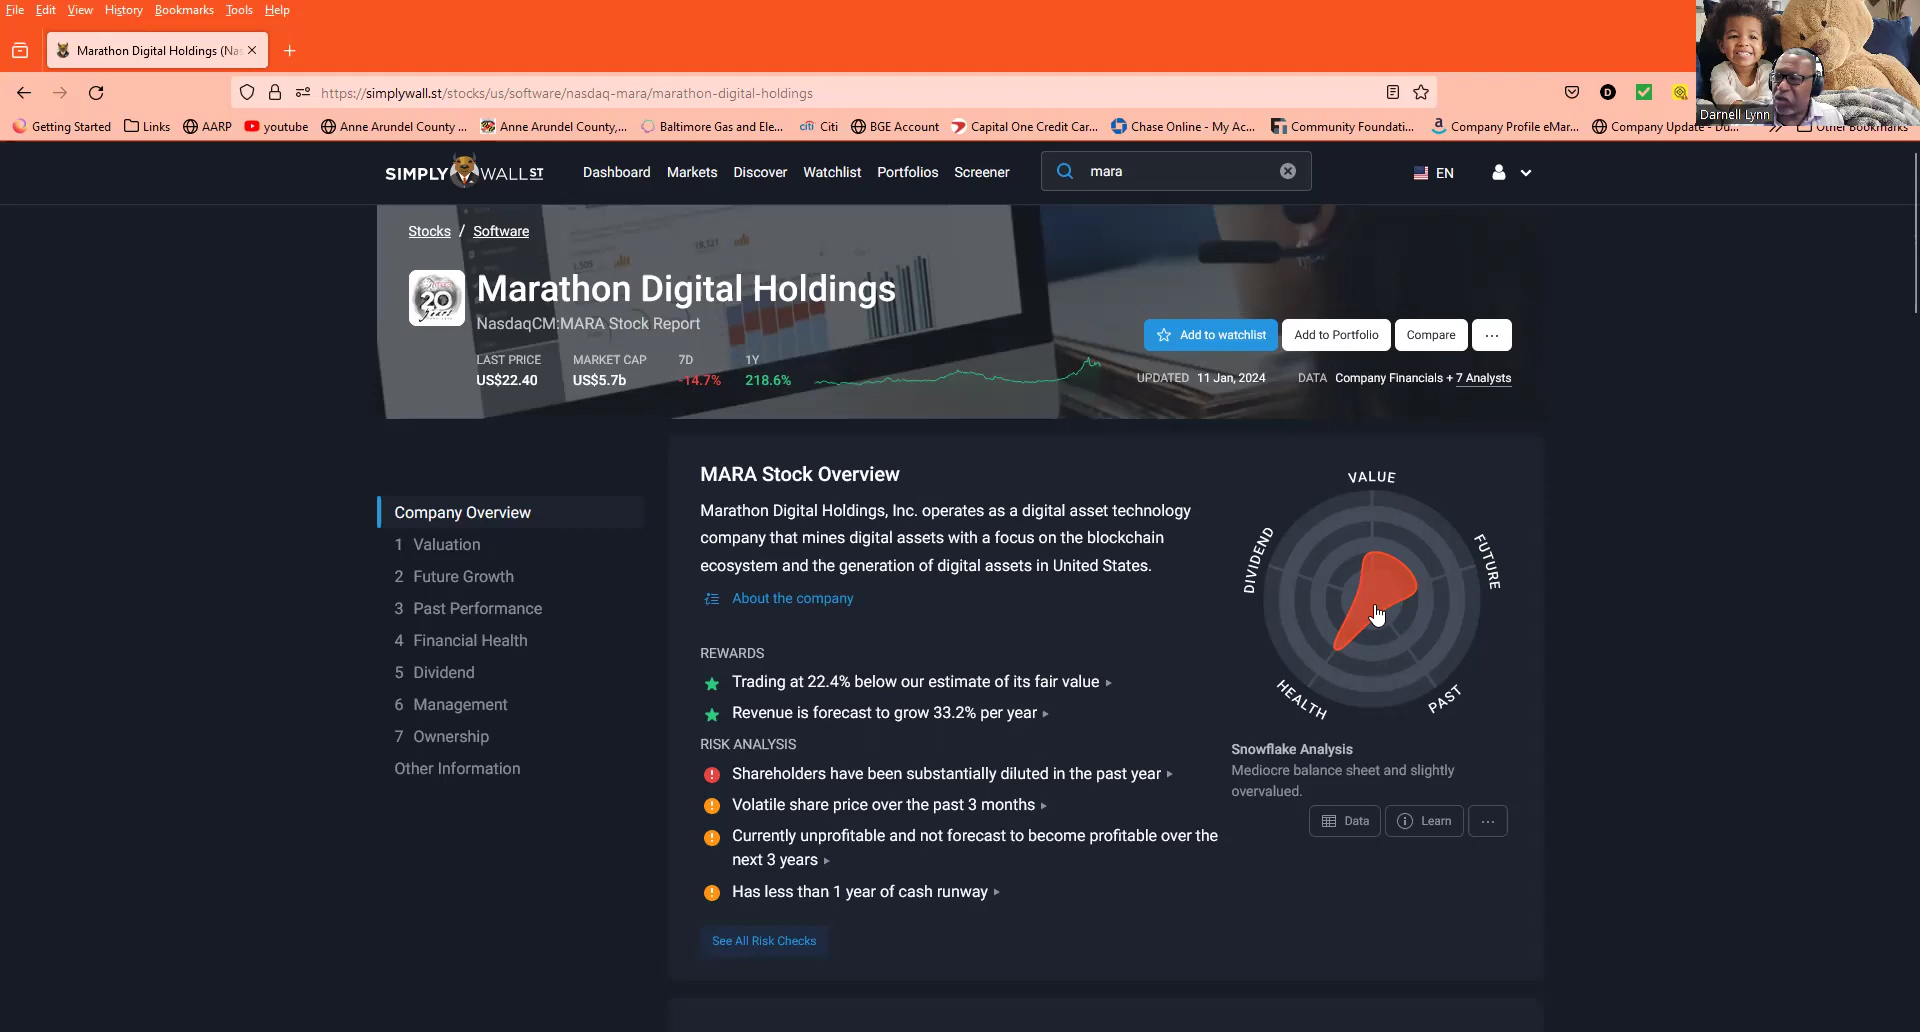 File Edit View History Bookmarks Tools Help
Marathon Digital Holdings (Nas
https://simplywall.st/stocks/us/software/nasdaq-mara/marathon-digital-holdings
Getting Started Links AARP youtube Anne Arundel County ... Anne Arundel County,... Baltimore Gas and Ele... citi Citi BGE Account Capital One Credit Car... Chase Online - My Ac... Community Foundati... Company Profile eMar... Company Update - Du... Other Bookmarks
Darnell Lynn
SIMPLY WALL ST Dashboard Markets Discover Watchlist Portfolios Screener mara EN
Stocks / Software
20
Years
Marathon Digital Holdings
NasdaqCM:MARA Stock Report
Add to watchlist Add to Portfolio Compare ...
LAST PRICE MARKET CAP 7D 1Y
US$22.40 US$5.7b -14.7% 218.6%
UPDATED 11 Jan, 2024 DATA Company Financials + 7 Analysts
Company Overview
1 Valuation
2 Future Growth
3 Past Performance
4 Financial Health
5 Dividend
6 Management
7 Ownership
Other Information
MARA Stock Overview
Marathon Digital Holdings, Inc. operates as a digital asset technology
company that mines digital assets with a focus on the blockchain
ecosystem and the generation of digital assets in United States.
About the company
REWARDS
Trading at 22.4% below our estimate of its fair value
Revenue is forecast to grow 33.2% per year
RISK ANALYSIS
Shareholders have been substantially diluted in the past year
Volatile share price over the past 3 months
Currently unprofitable and not forecast to become profitable over the
next 3 years
Has less than 1 year of cash runway
See All Risk Checks
VALUE
FUTURE
PAST
HEALTH
DIVIDEND
Snowflake Analysis
Mediocre balance sheet and slightly
overvalued.
Data Learn ...